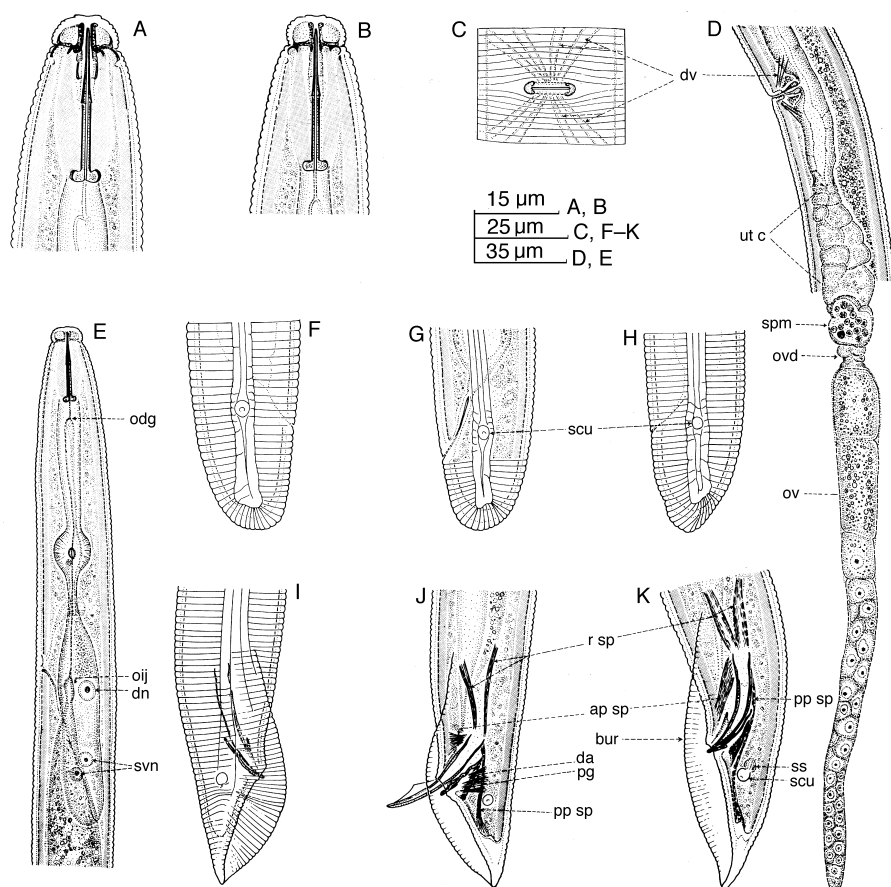 A
B
C
D
dv
15 µm A, B
25 µm C, F–K
35 µm D, E
ut c
spm
ovd
ov
E
F
G
H
odg
scu
oij
dn
svn
I
J
K
r sp
ap sp
pp sp
bur
da
pg
ss
scu
pp sp